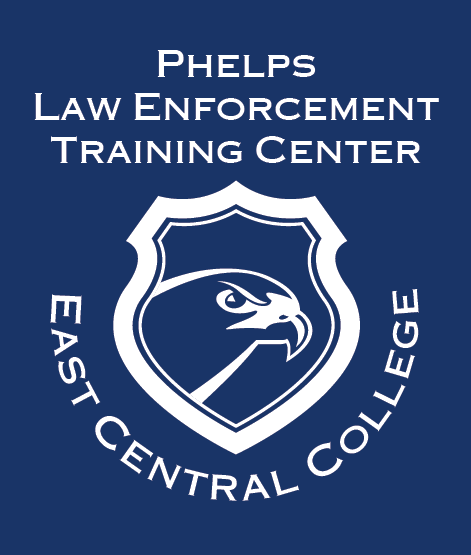 PHELPS
LAW ENFORCEMENT
TRAINING CENTER
EAST CENTRAL COLLEGE